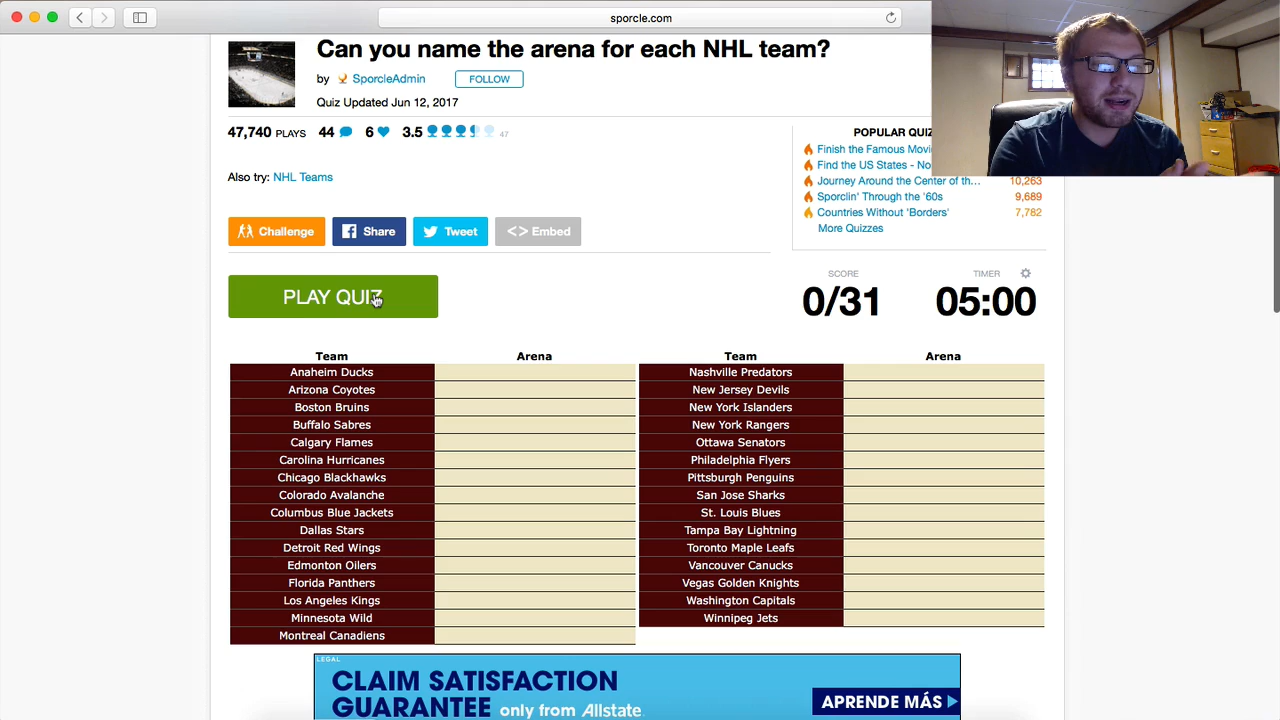 sporcle.com
Can you name the arena for each NHL team?
by SporcleAdmin FOLLOW
Quiz Updated Jun 12, 2017
47,740 PLAYS 44 6 3.5 47
Also try: NHL Teams
Challenge Share Tweet <> Embed
POPULAR QUIZ
Finish the Famous Movi
Find the US States - No
Journey Around the Center of th... 10,263
Sporclin' Through the '60s 9,689
Countries Without 'Borders' 7,782
More Quizzes
PLAY QUIZ
SCORE TIMER
0/31 05:00
Team Arena Team Arena
Anaheim Ducks Nashville Predators
Arizona Coyotes New Jersey Devils
Boston Bruins New York Islanders
Buffalo Sabres New York Rangers
Calgary Flames Ottawa Senators
Carolina Hurricanes Philadelphia Flyers
Chicago Blackhawks Pittsburgh Penguins
Colorado Avalanche San Jose Sharks
Columbus Blue Jackets St. Louis Blues
Dallas Stars Tampa Bay Lightning
Detroit Red Wings Toronto Maple Leafs
Edmonton Oilers Vancouver Canucks
Florida Panthers Vegas Golden Knights
Los Angeles Kings Washington Capitals
Minnesota Wild Winnipeg Jets
Montreal Canadiens
LEGAL
CLAIM SATISFACTION
GUARANTEE only from Allstate
APRENDE MÁS